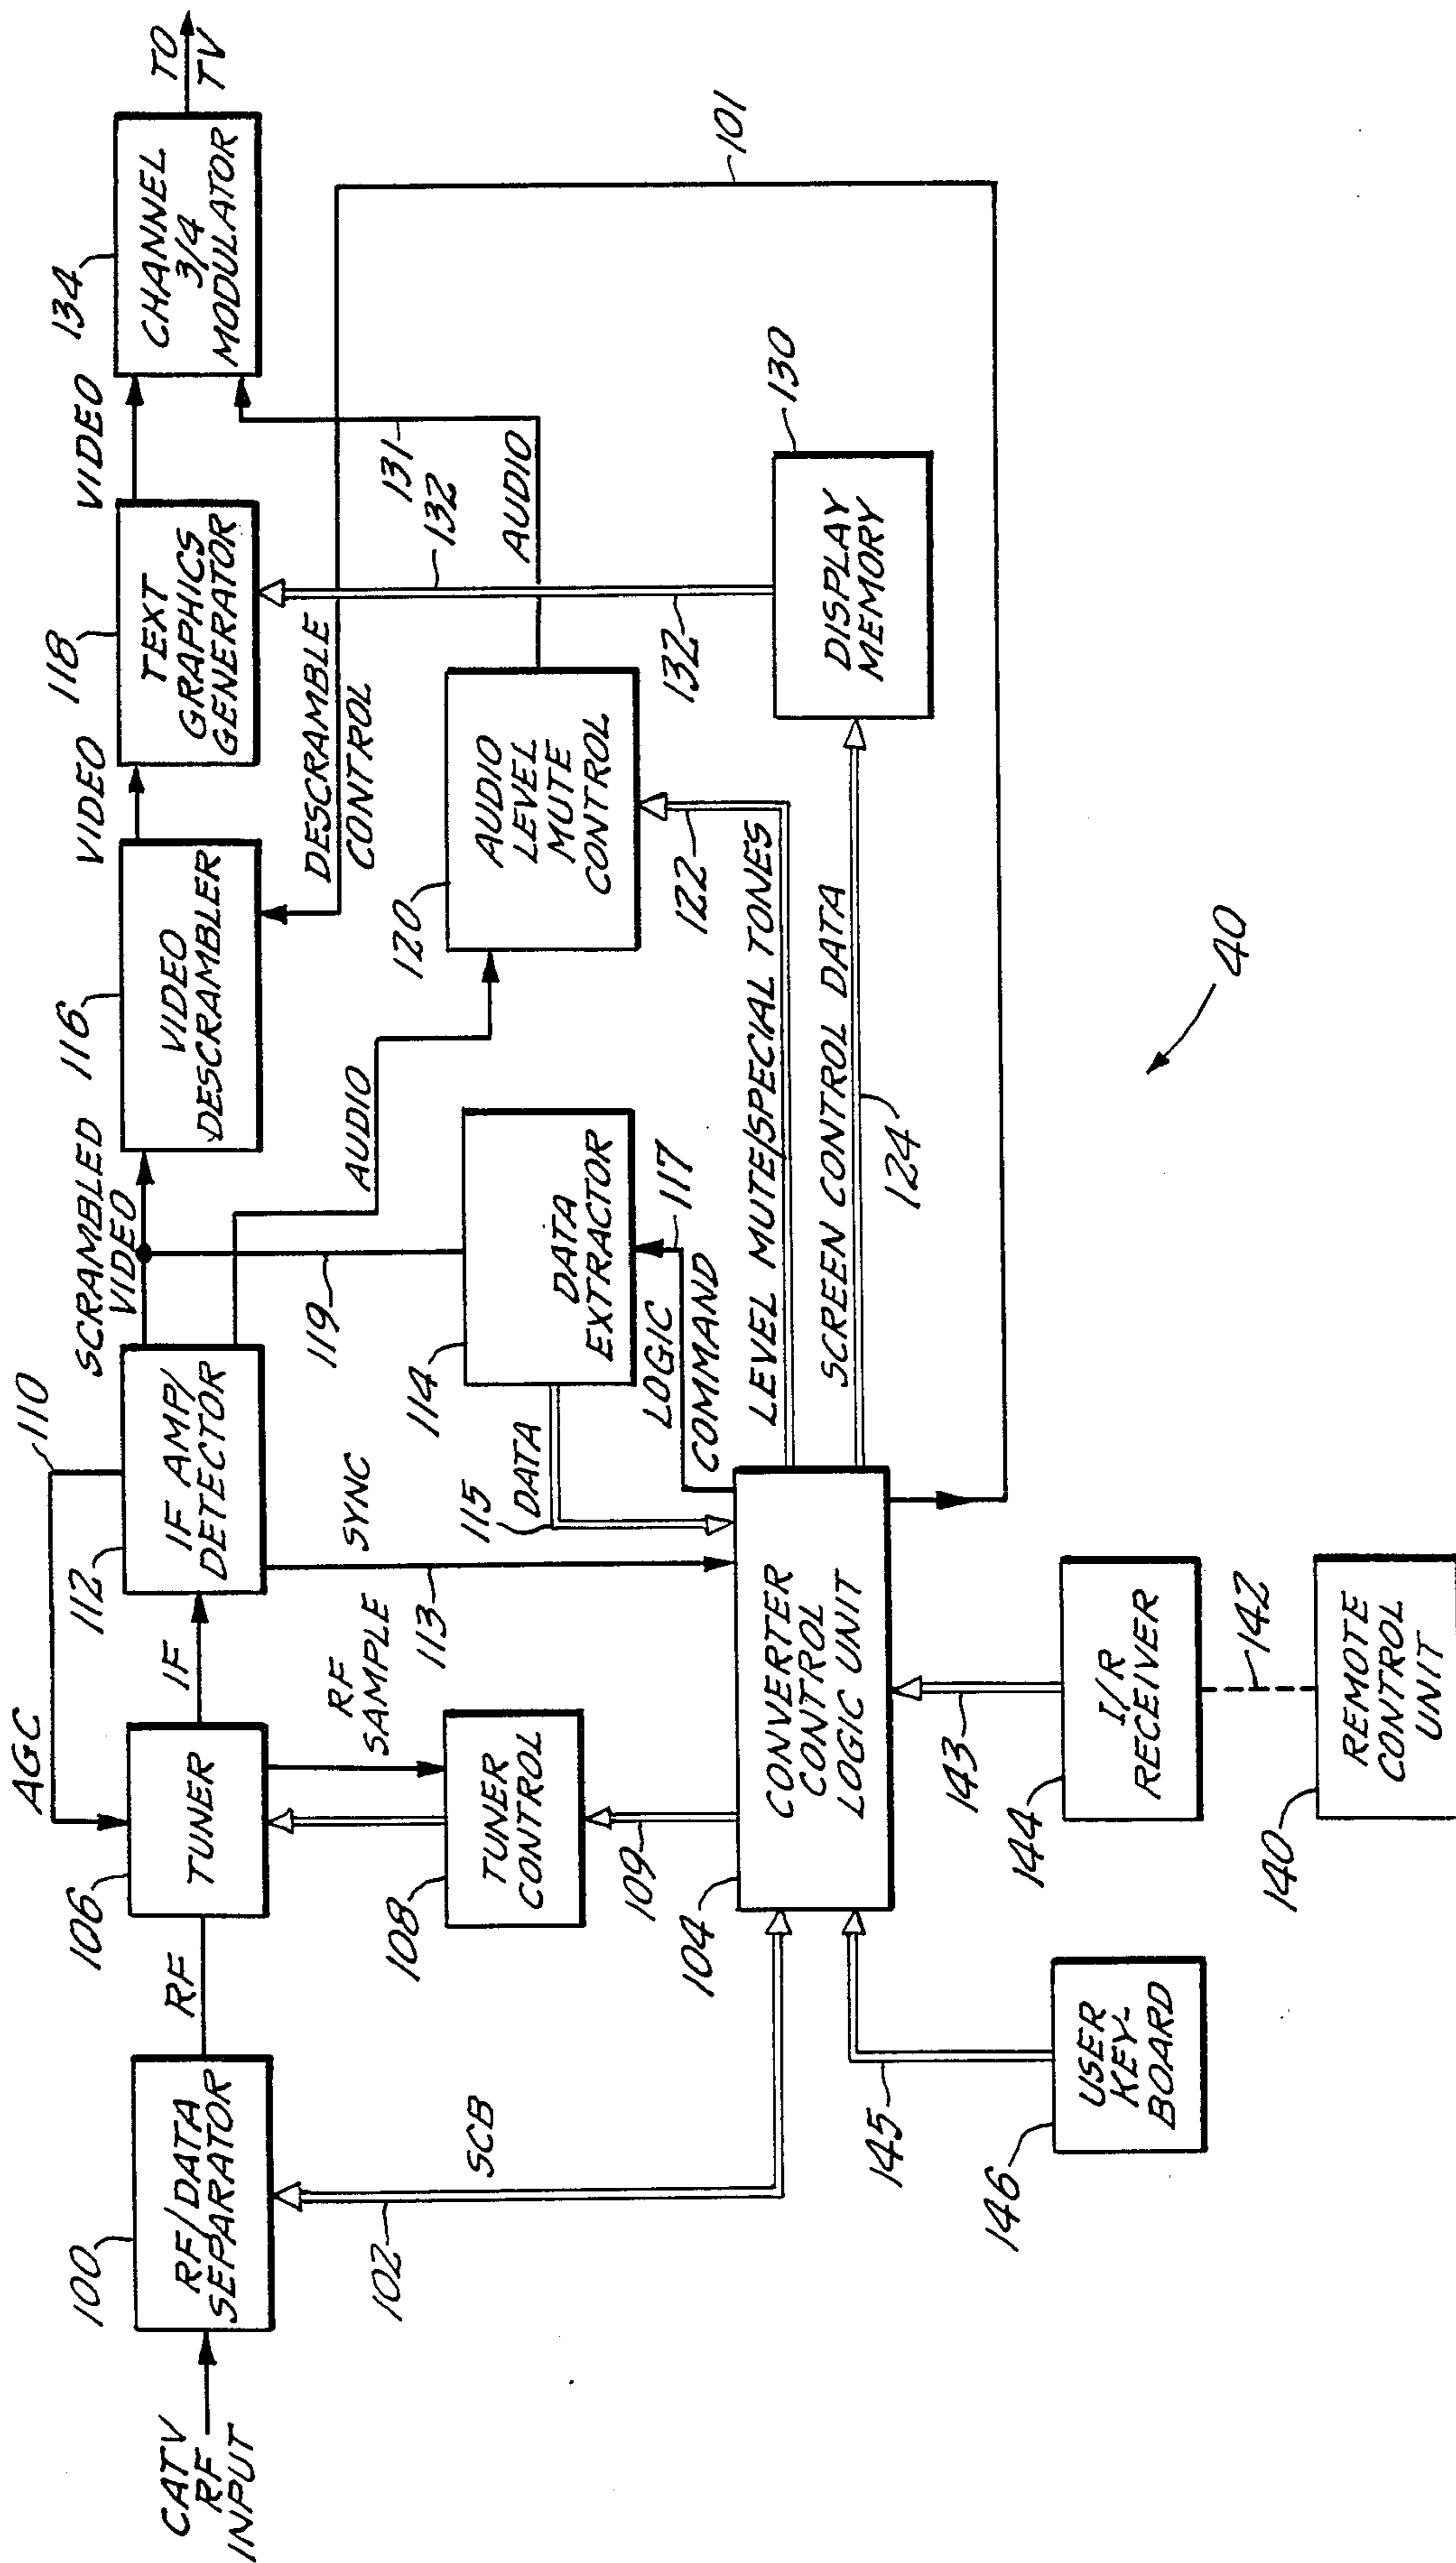 CATV
RF
INPUT
100
RF/DATA
SEPARATOR
RF
102
SCB
106
TUNER
AGC
110
IF
112
IF AMP/
DETECTOR
RF
SAMPLE
SYNC
113
108
TUNER
CONTROL
109
SCRAMBLED
VIDEO
119
114
DATA
EXTRACTOR
115
DATA
LOGIC
COMMAND
117
AUDIO
116
VIDEO
DESCRAMBLER
VIDEO
118
TEXT
GRAPHICS
GENERATOR
VIDEO
134
CHANNEL
3/4
MODULATOR
TO
TV
DESCRAMBLE
CONTROL
101
120
AUDIO
LEVEL
MUTE
CONTROL
131
132
AUDIO
122
LEVEL MUTE/SPECIAL TONES
SCREEN CONTROL DATA
124
132
130
DISPLAY
MEMORY
104
CONVERTER
CONTROL
LOGIC UNIT
145
146
USER
KEY-
BOARD
143
144
I/R
RECEIVER
142
140
REMOTE
CONTROL
UNIT
40